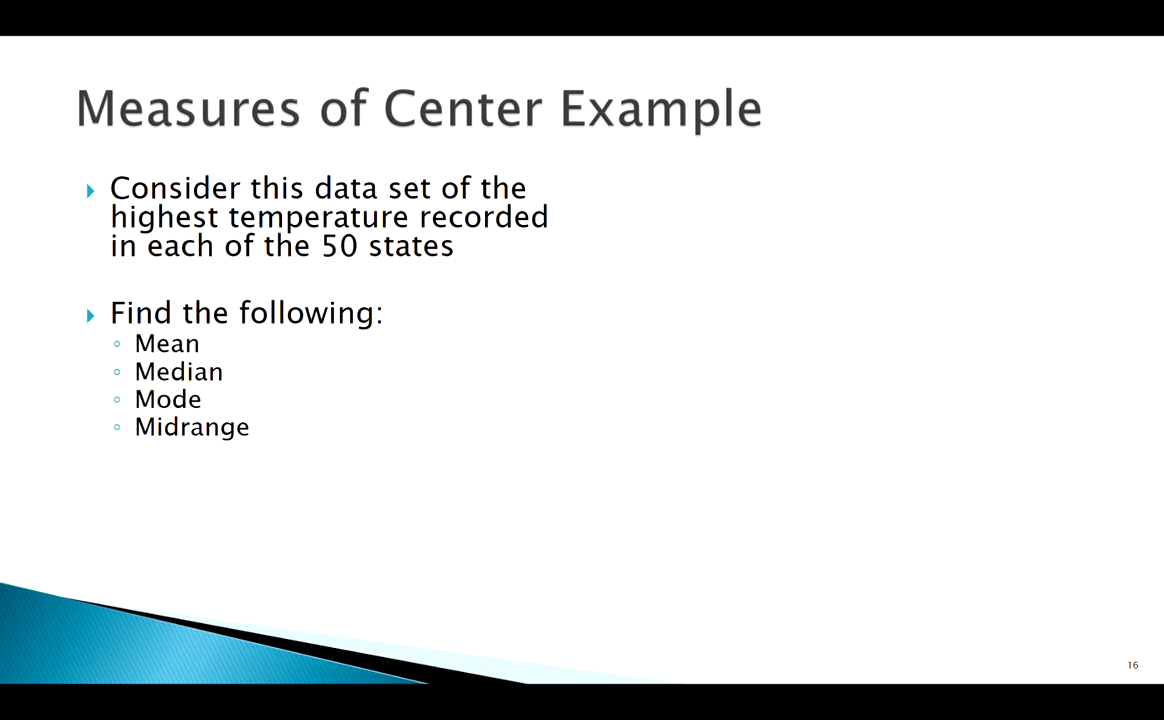 Measures of Center Example
Consider this data set of the
highest temperature recorded
in each of the 50 states
Find the following:
Mean
Median
Mode
Midrange
16